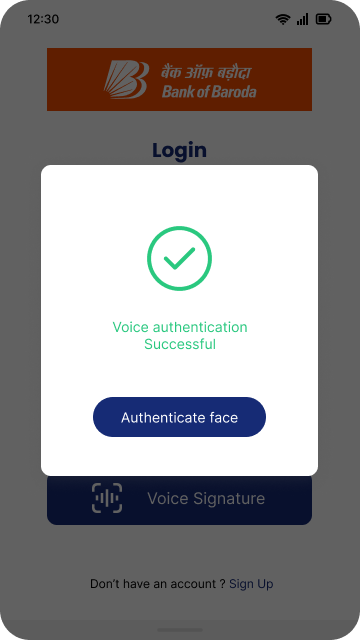 12:30
बैंक ऑफ़ बड़ौदा
Bank of Baroda
Login
Voice authentication
Successful
Authenticate face
Voice Signature
Don't have an account ? Sign Up